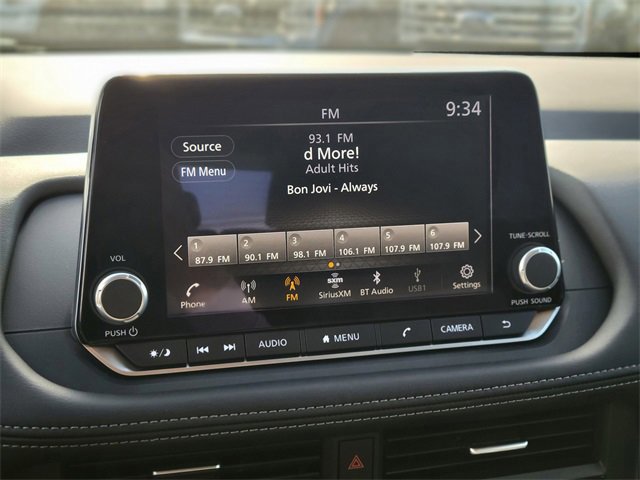 FM
9:34
Source
93.1 FM
d More!
FM Menu
Adult Hits
Bon Jovi - Always
1 2 3 4 5 6
87.9 FM 90.1 FM 98.1 FM 106.1 FM 107.9 FM 107.9 FM
Phone AM FM sxm SiriusXM BT Audio USB1 Settings
VOL
PUSH
TUNE·SCROLL
PUSH SOUND
AUDIO MENU CAMERA